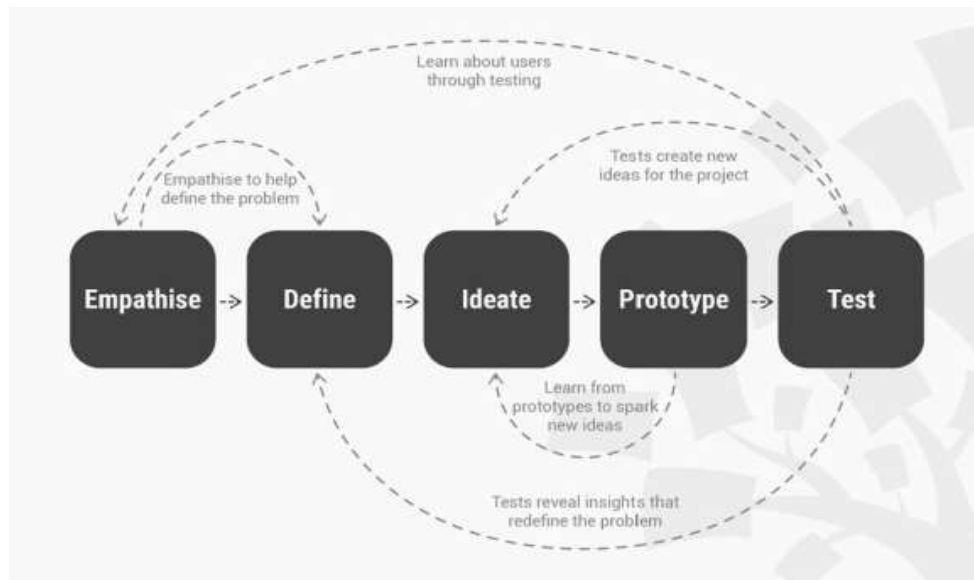 Learn about users
through testing
Tests create new
ideas for the project
Empathise to help
define the problem
Empathise
Define
Ideate
Prototype
Test
Learn from
prototypes to spark
new ideas
Tests reveal insights that
redefine the problem